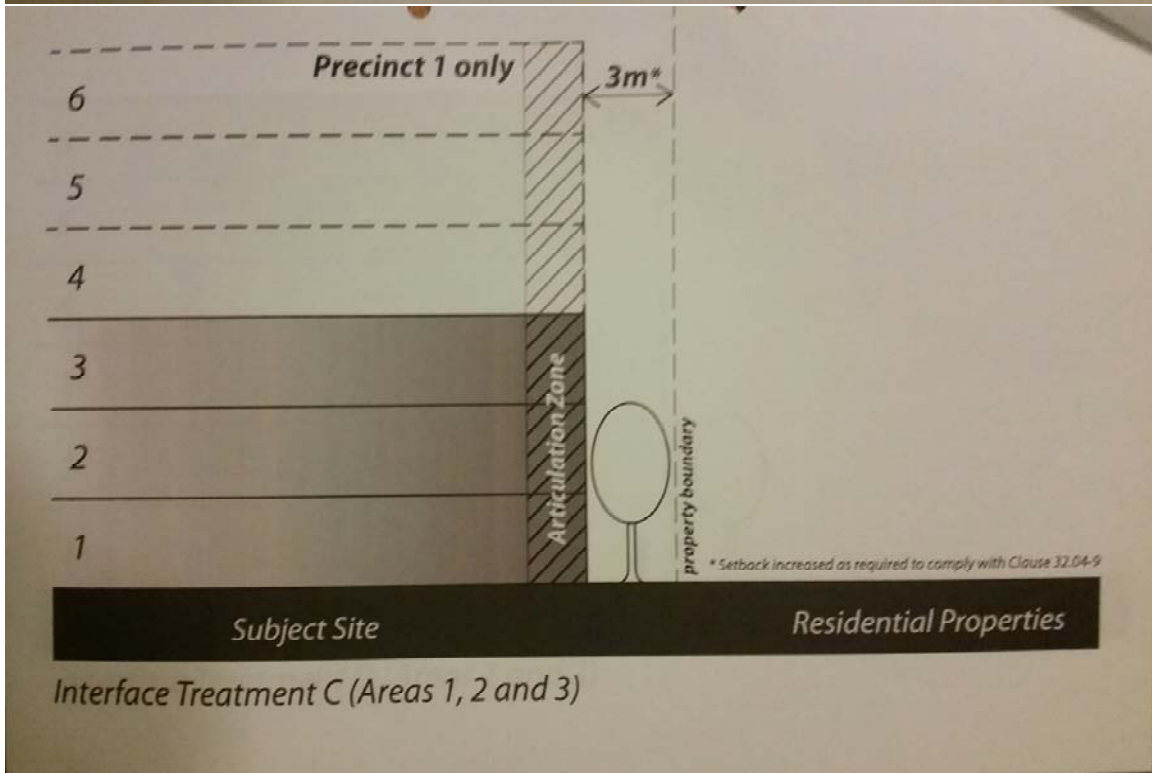 Precinct 1 only
3m*
6
5
4
3
2
1
Articulation Zone
property boundary
* Setback increased as required to comply with Clause 32.04-9
Subject Site
Residential Properties
Interface Treatment C (Areas 1, 2 and 3)